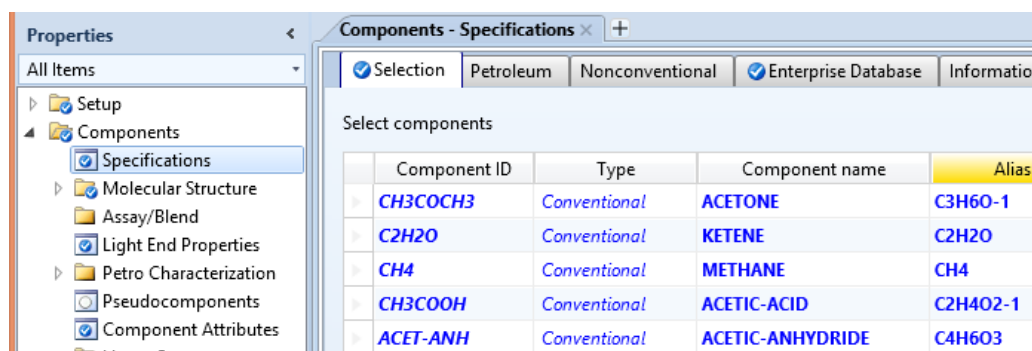 Properties
All Items
Setup
Components
Specifications
Molecular Structure
Assay/Blend
Light End Properties
Petro Characterization
Pseudocomponents
Component Attributes
Components - Specifications × +
Selection Petroleum Nonconventional Enterprise Database Informatio
Select components
Component ID Type Component name Alias
CH3COCH3 Conventional ACETONE C3H6O-1
C2H2O Conventional KETENE C2H2O
CH4 Conventional METHANE CH4
CH3COOH Conventional ACETIC-ACID C2H4O2-1
ACET-ANH Conventional ACETIC-ANHYDRIDE C4H6O3